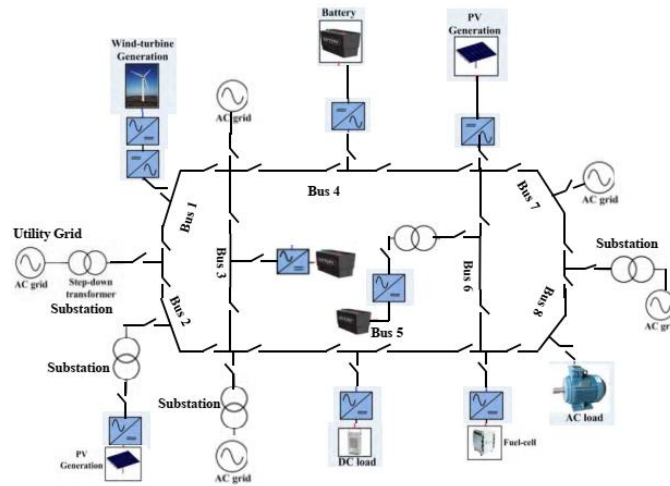 Battery
PV
Generation
Wind-turbine
Generation
AC grid
Bus 4
Bus 7
Bus 1
AC grid
Utility Grid
Bus 3
Bus 6
Substation
AC grid
Step-down
transformer
Substation
Bus 2
Bus 5
Bus 8
AC grid
Substation
Substation
AC load
PV
Generation
DC load
Fuel-cell
AC grid